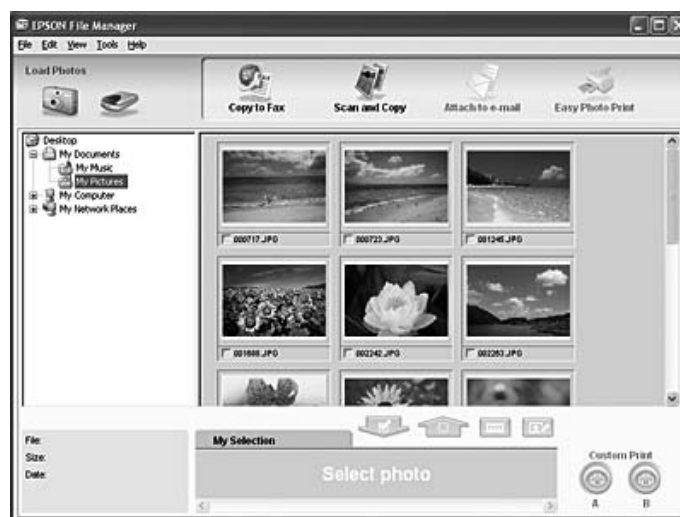 EPSON File Manager
File Edit View Tools Help
Load Photos
Copy to Fax
Scan and Copy
Attach to e-mail
Easy Photo Print
Desktop
My Documents
My Music
My Pictures
My Computer
My Network Places
000717.JPG
000723.JPG
001245.JPG
001688.JPG
002242.JPG
002263.JPG
File:
Size:
Date:
My Selection
Select photo
Custom Print
A
B